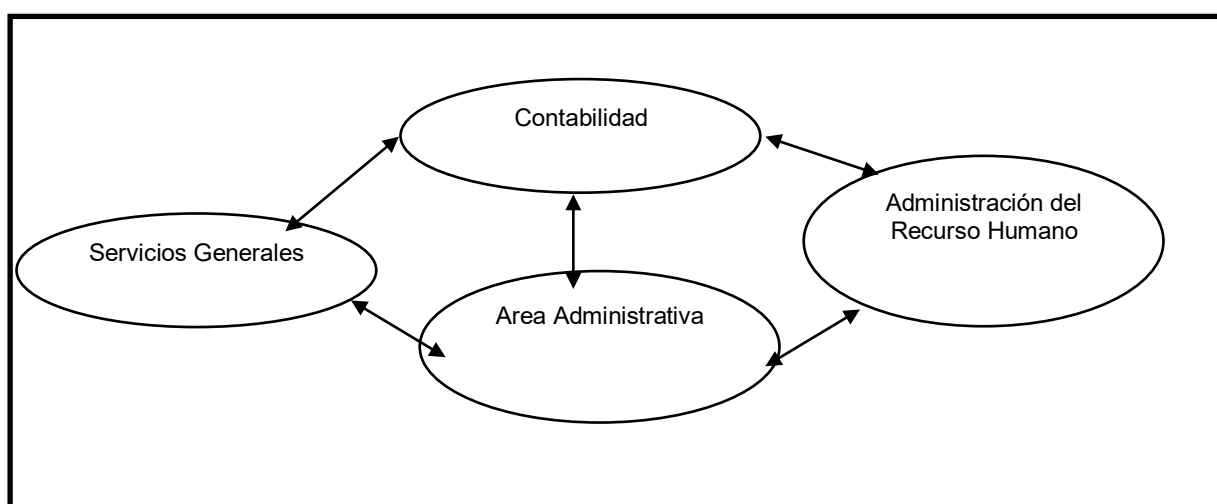 Contabilidad
Administración del
Recurso Humano
Servicios Generales
Area Administrativa